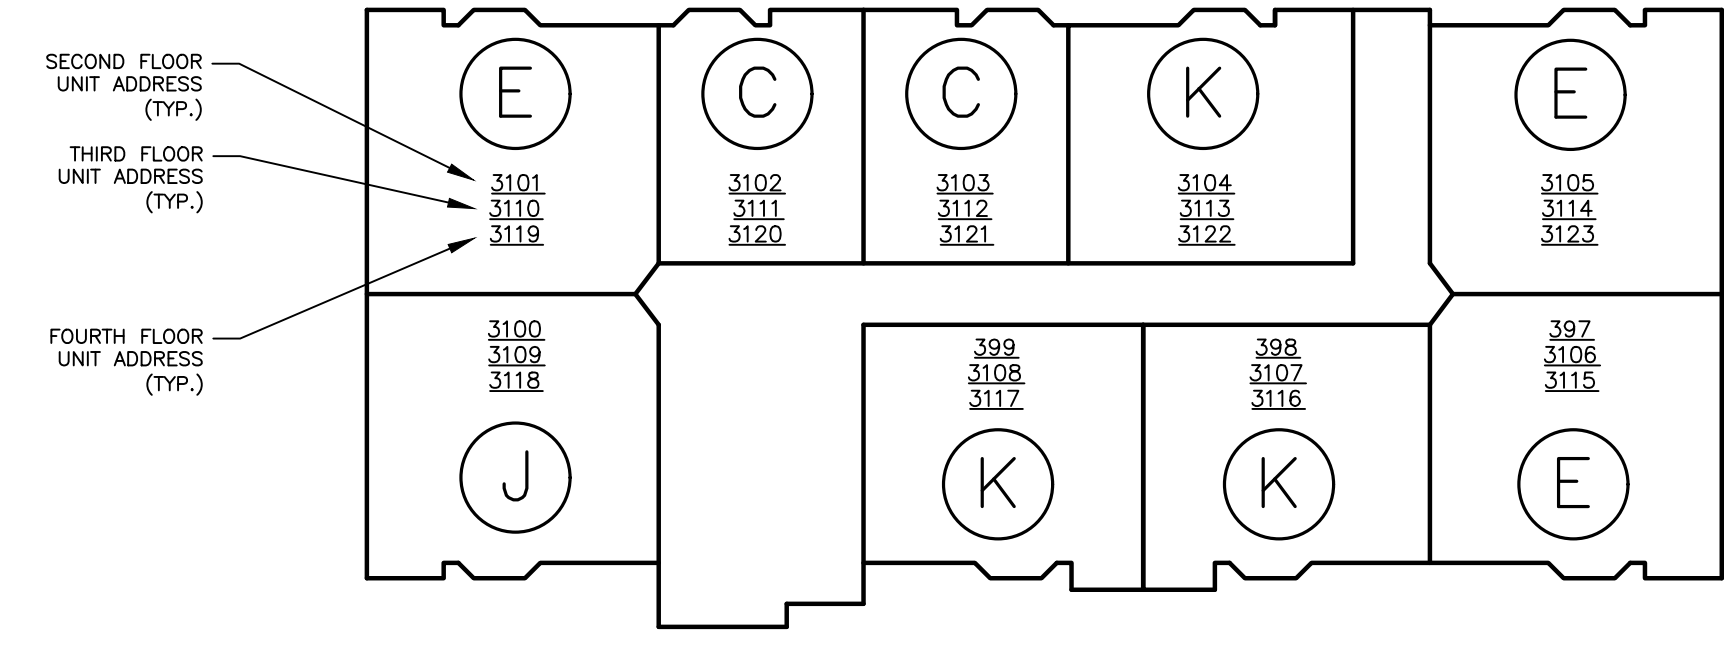 SECOND FLOOR
UNIT ADDRESS
(TYP.)
THIRD FLOOR
UNIT ADDRESS
(TYP.)
FOURTH FLOOR
UNIT ADDRESS
(TYP.)
E
3101
3110
3119
C
3102
3111
3120
C
3103
3112
3121
K
3104
3113
3122
E
3105
3114
3123
3100
3109
3118
J
399
3108
3117
K
398
3107
3116
K
397
3106
3115
E